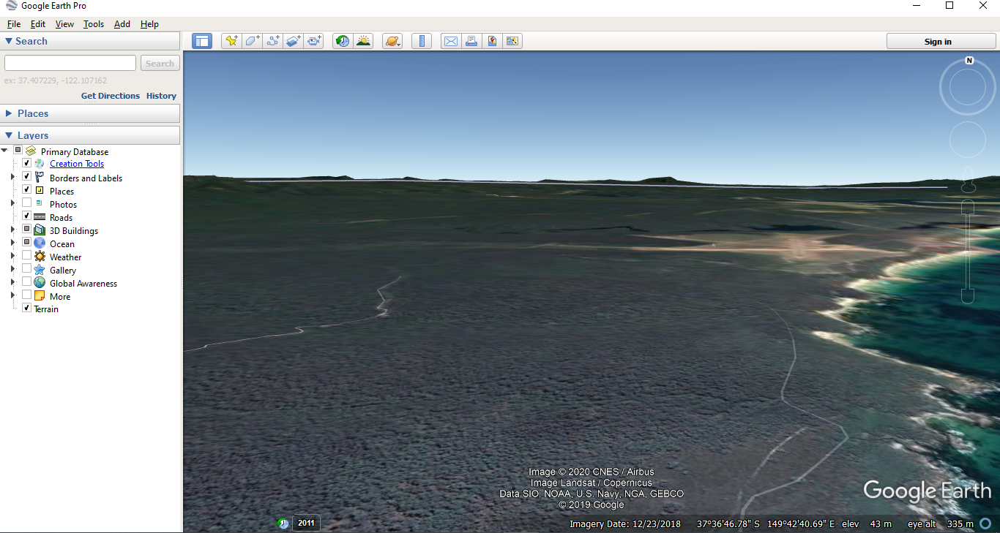 Google Earth Pro
File Edit View Tools Add Help
Search
Sign in
Search
ex: 37.407229, -122.107162
Get Directions History
N
Places
Layers
Primary Database
Creation Tools
Borders and Labels
Places
Photos
Roads
3D Buildings
Ocean
Weather
Gallery
Global Awareness
More
Terrain
Image © 2020 CNES / Airbus
Image Landsat / Copernicus
Data SIO, NOAA, U.S. Navy, NGA, GEBCO
© 2019 Google
Google Earth
2011
Imagery Date: 12/23/2018 37°36'46.78" S 149°42'40.69" E elev 43 m eye alt 335 m